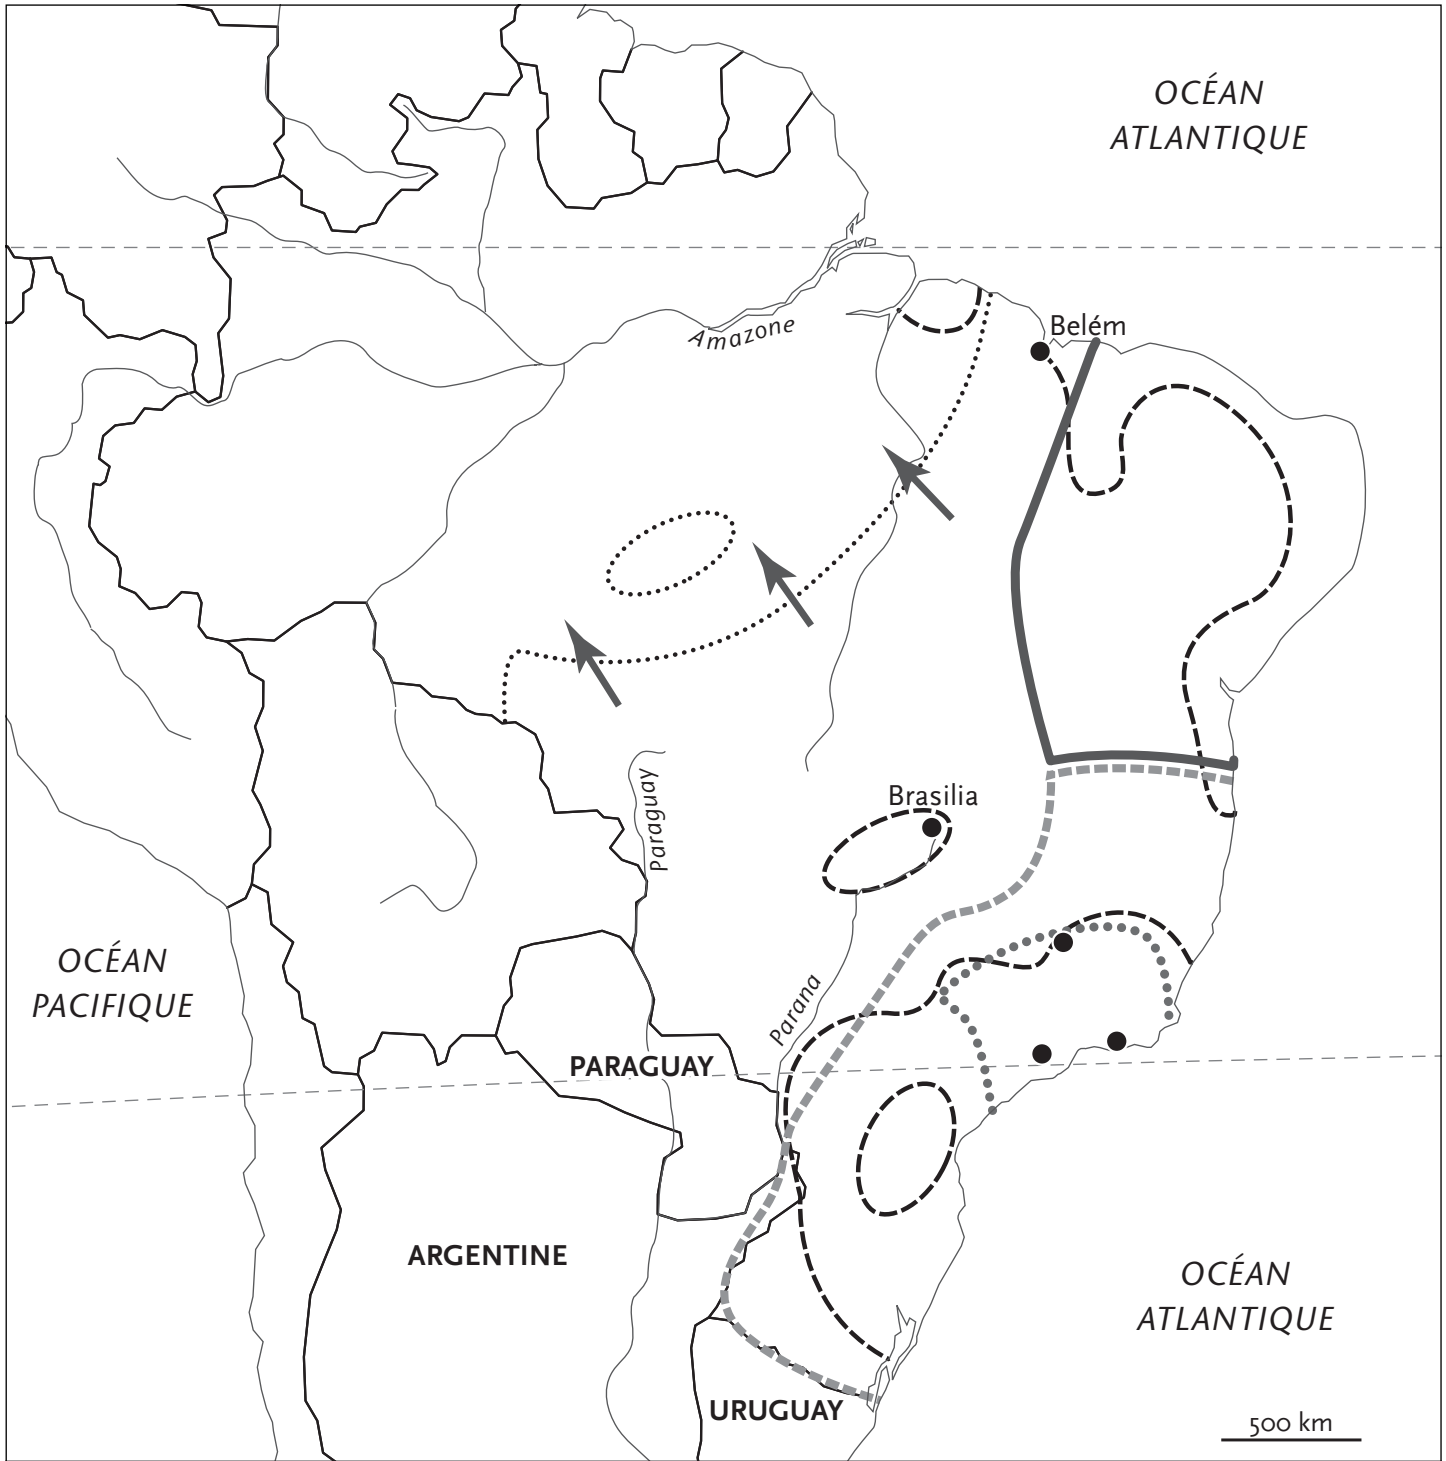 OCÉAN
ATLANTIQUE
Belém
Amazone
Brasilia
Paraguay
OCÉAN
PACIFIQUE
Parana
PARAGUAY
ARGENTINE
OCÉAN
ATLANTIQUE
URUGUAY
500 km